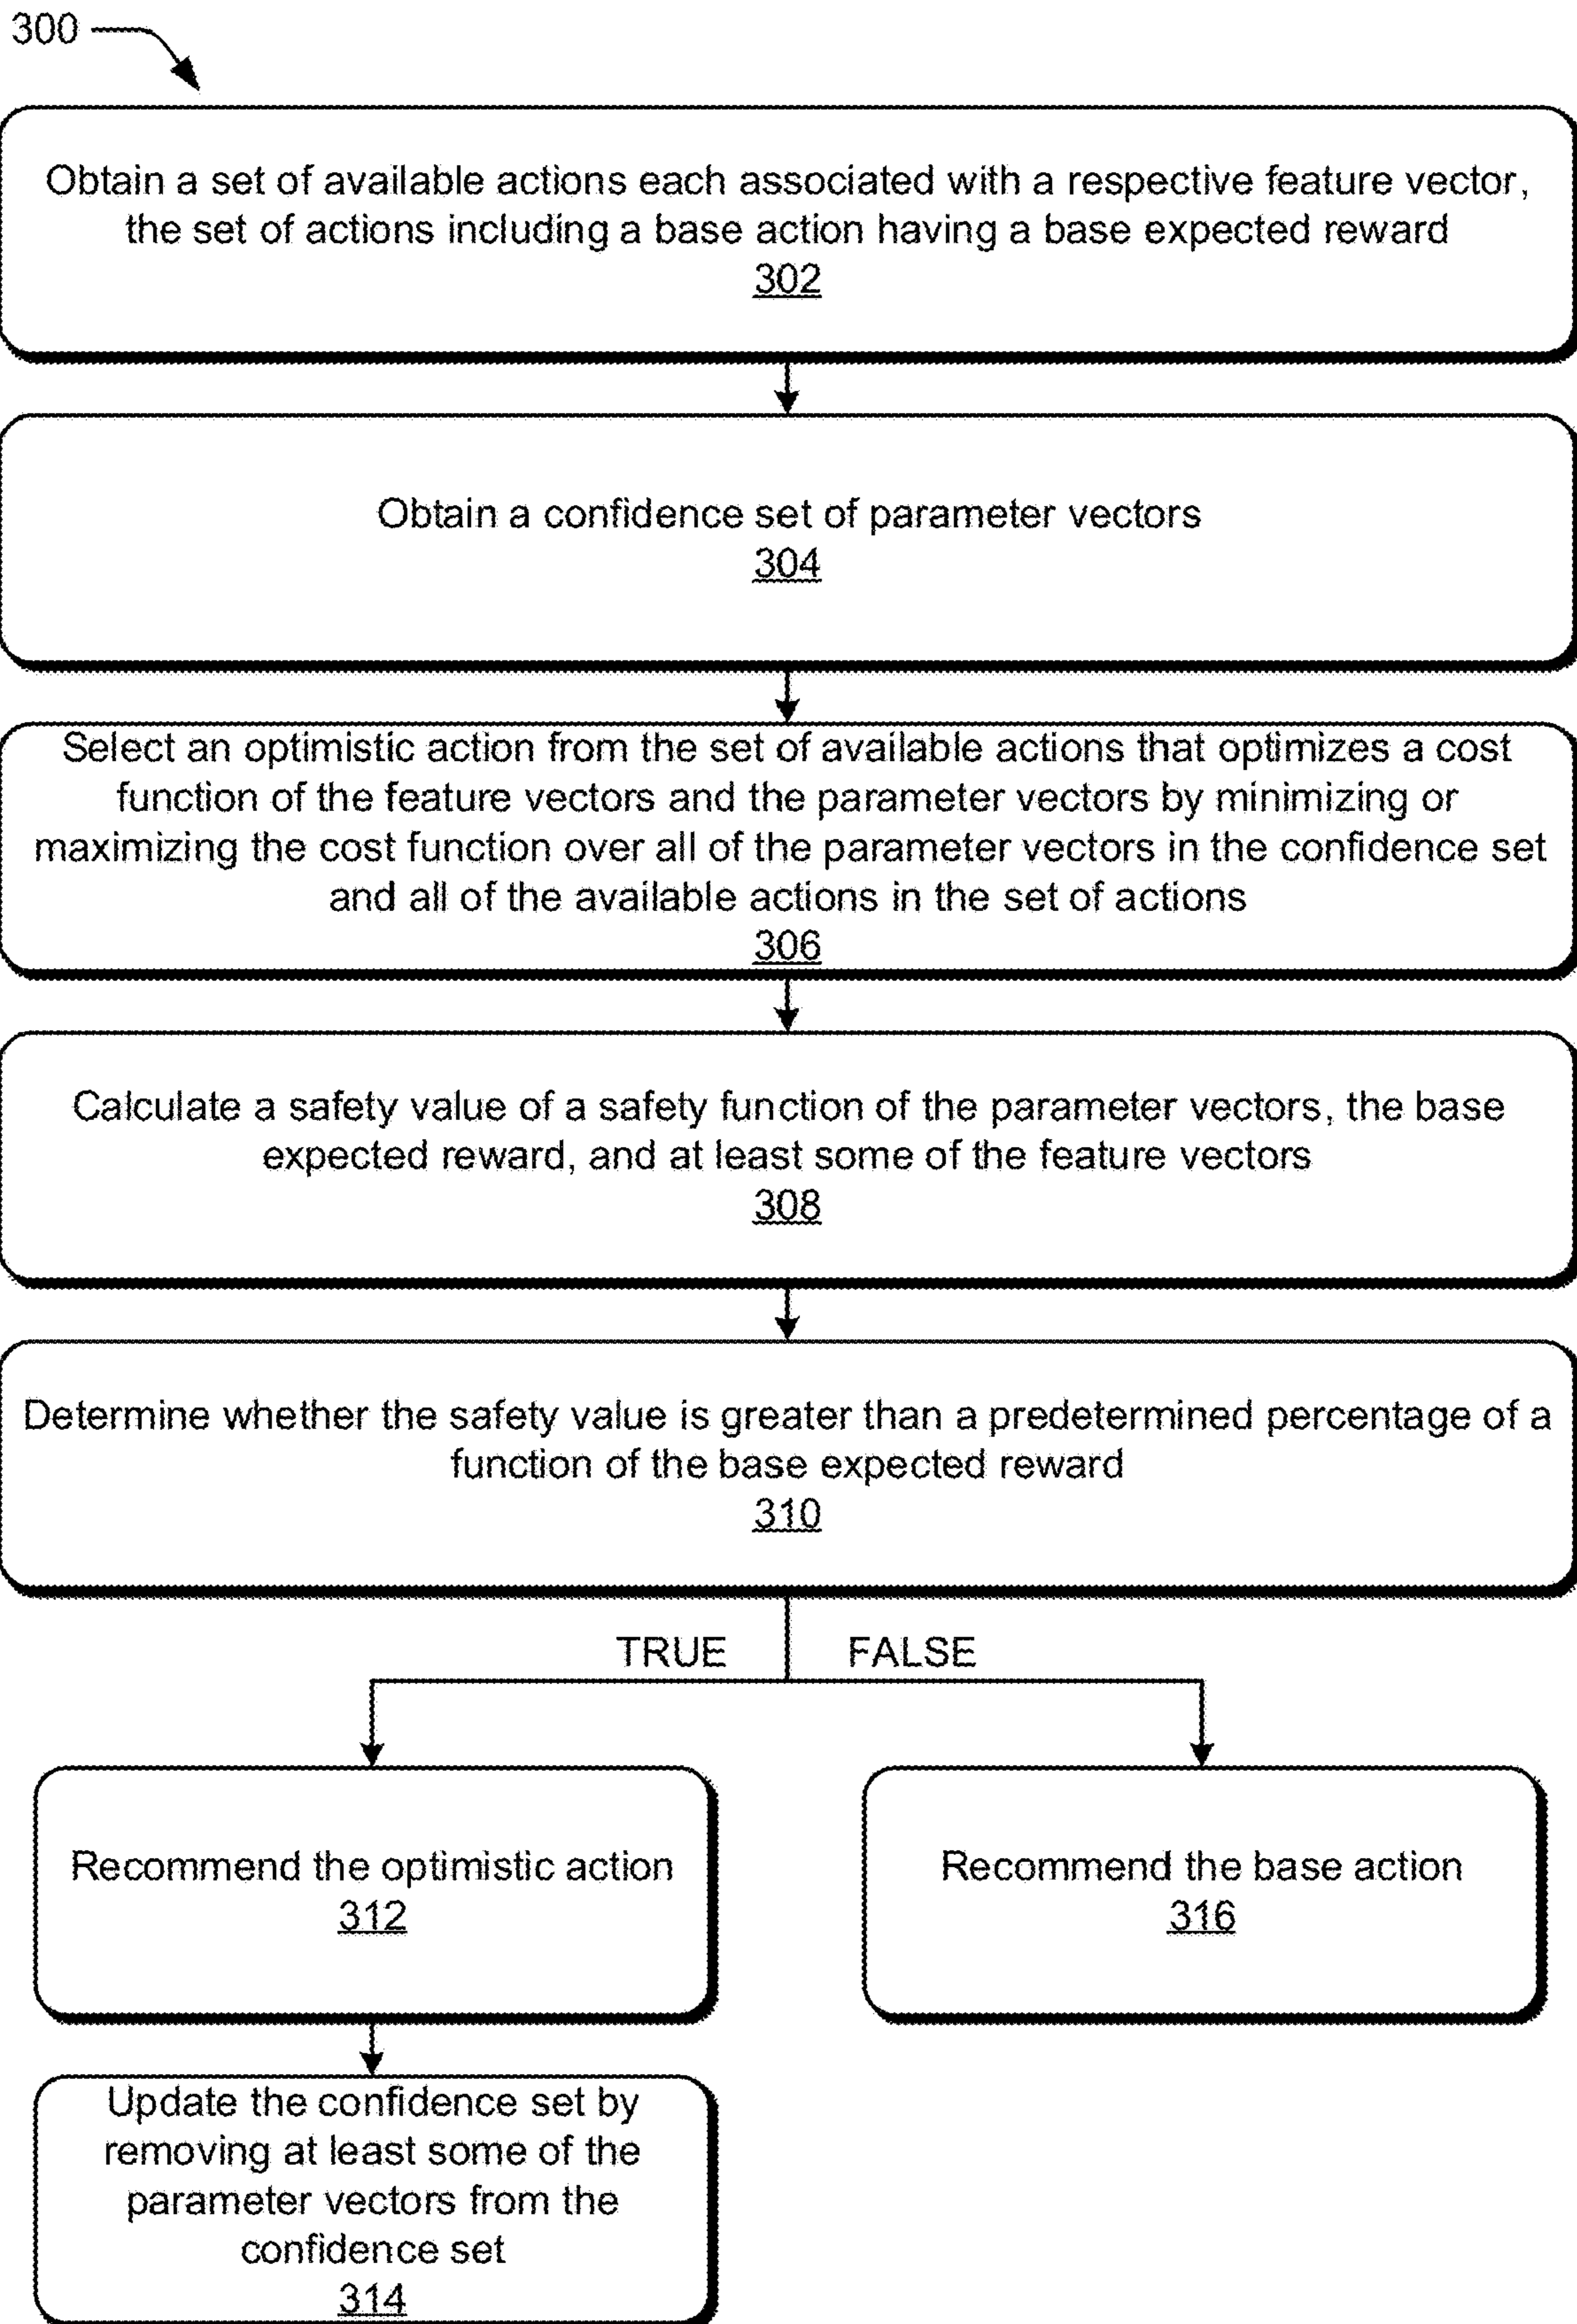 300
Obtain a set of available actions each associated with a respective feature vector,
the set of actions including a base action having a base expected reward
302
Obtain a confidence set of parameter vectors
304
Select an optimistic action from the set of available actions that optimizes a cost
function of the feature vectors and the parameter vectors by minimizing or
maximizing the cost function over all of the parameter vectors in the confidence set
and all of the available actions in the set of actions
306
Calculate a safety value of a safety function of the parameter vectors, the base
expected reward, and at least some of the feature vectors
308
Determine whether the safety value is greater than a predetermined percentage of a
function of the base expected reward
310
TRUE
FALSE
Recommend the optimistic action
312
Recommend the base action
316
Update the confidence set by
removing at least some of the
parameter vectors from the
confidence set
314